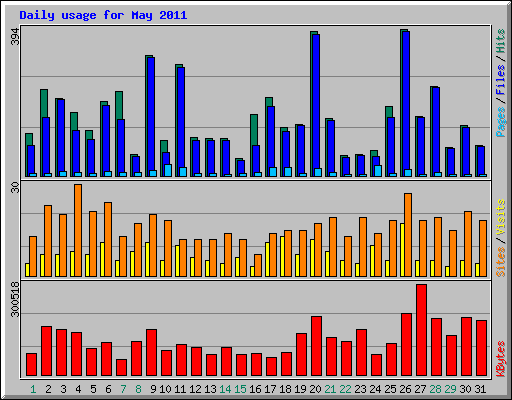 Daily usage for May 2011
394
30
300518
Pages / Files / Hits
Sites / Visits
KBytes
1 2 3 4 5 6 7 8 9 10 11 12 13 14 15 16 17 18 19 20 21 22 23 24 25 26 27 28 29 30 31